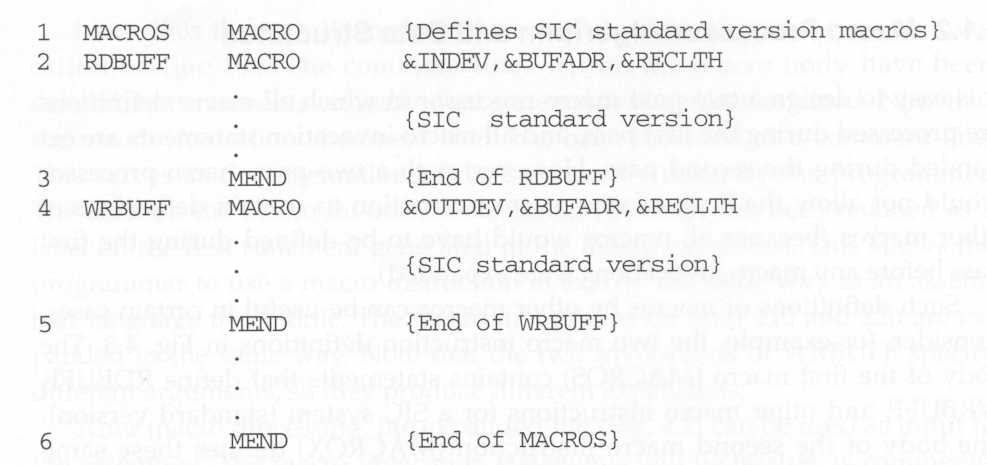 1 MACROS MACRO {Defines SIC standard version macros}
2 RDBUFF MACRO &INDEV,&BUFADR,&RECLTH
.
. {SIC standard version}
.
3 MEND {End of RDBUFF}
4 WRBUFF MACRO &OUTDEV,&BUFADR,&RECLTH
.
. {SIC standard version}
.
5 MEND {End of WRBUFF}
.
.
.
6 MEND {End of MACROS}